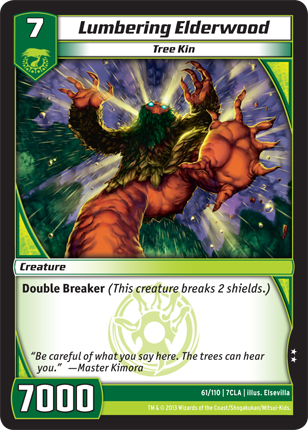 7
Lumbering Elderwood
Tree Kin
Creature
Double Breaker (This creature breaks 2 shields.)
“Be careful of what you say here. The trees can hear
you.” —Master Kimora
7000
61/110 | 7CLA | illus. Elsevilla
TM & © 2013 Wizards of the Coast/Shogakukan/Mitsui-Kids